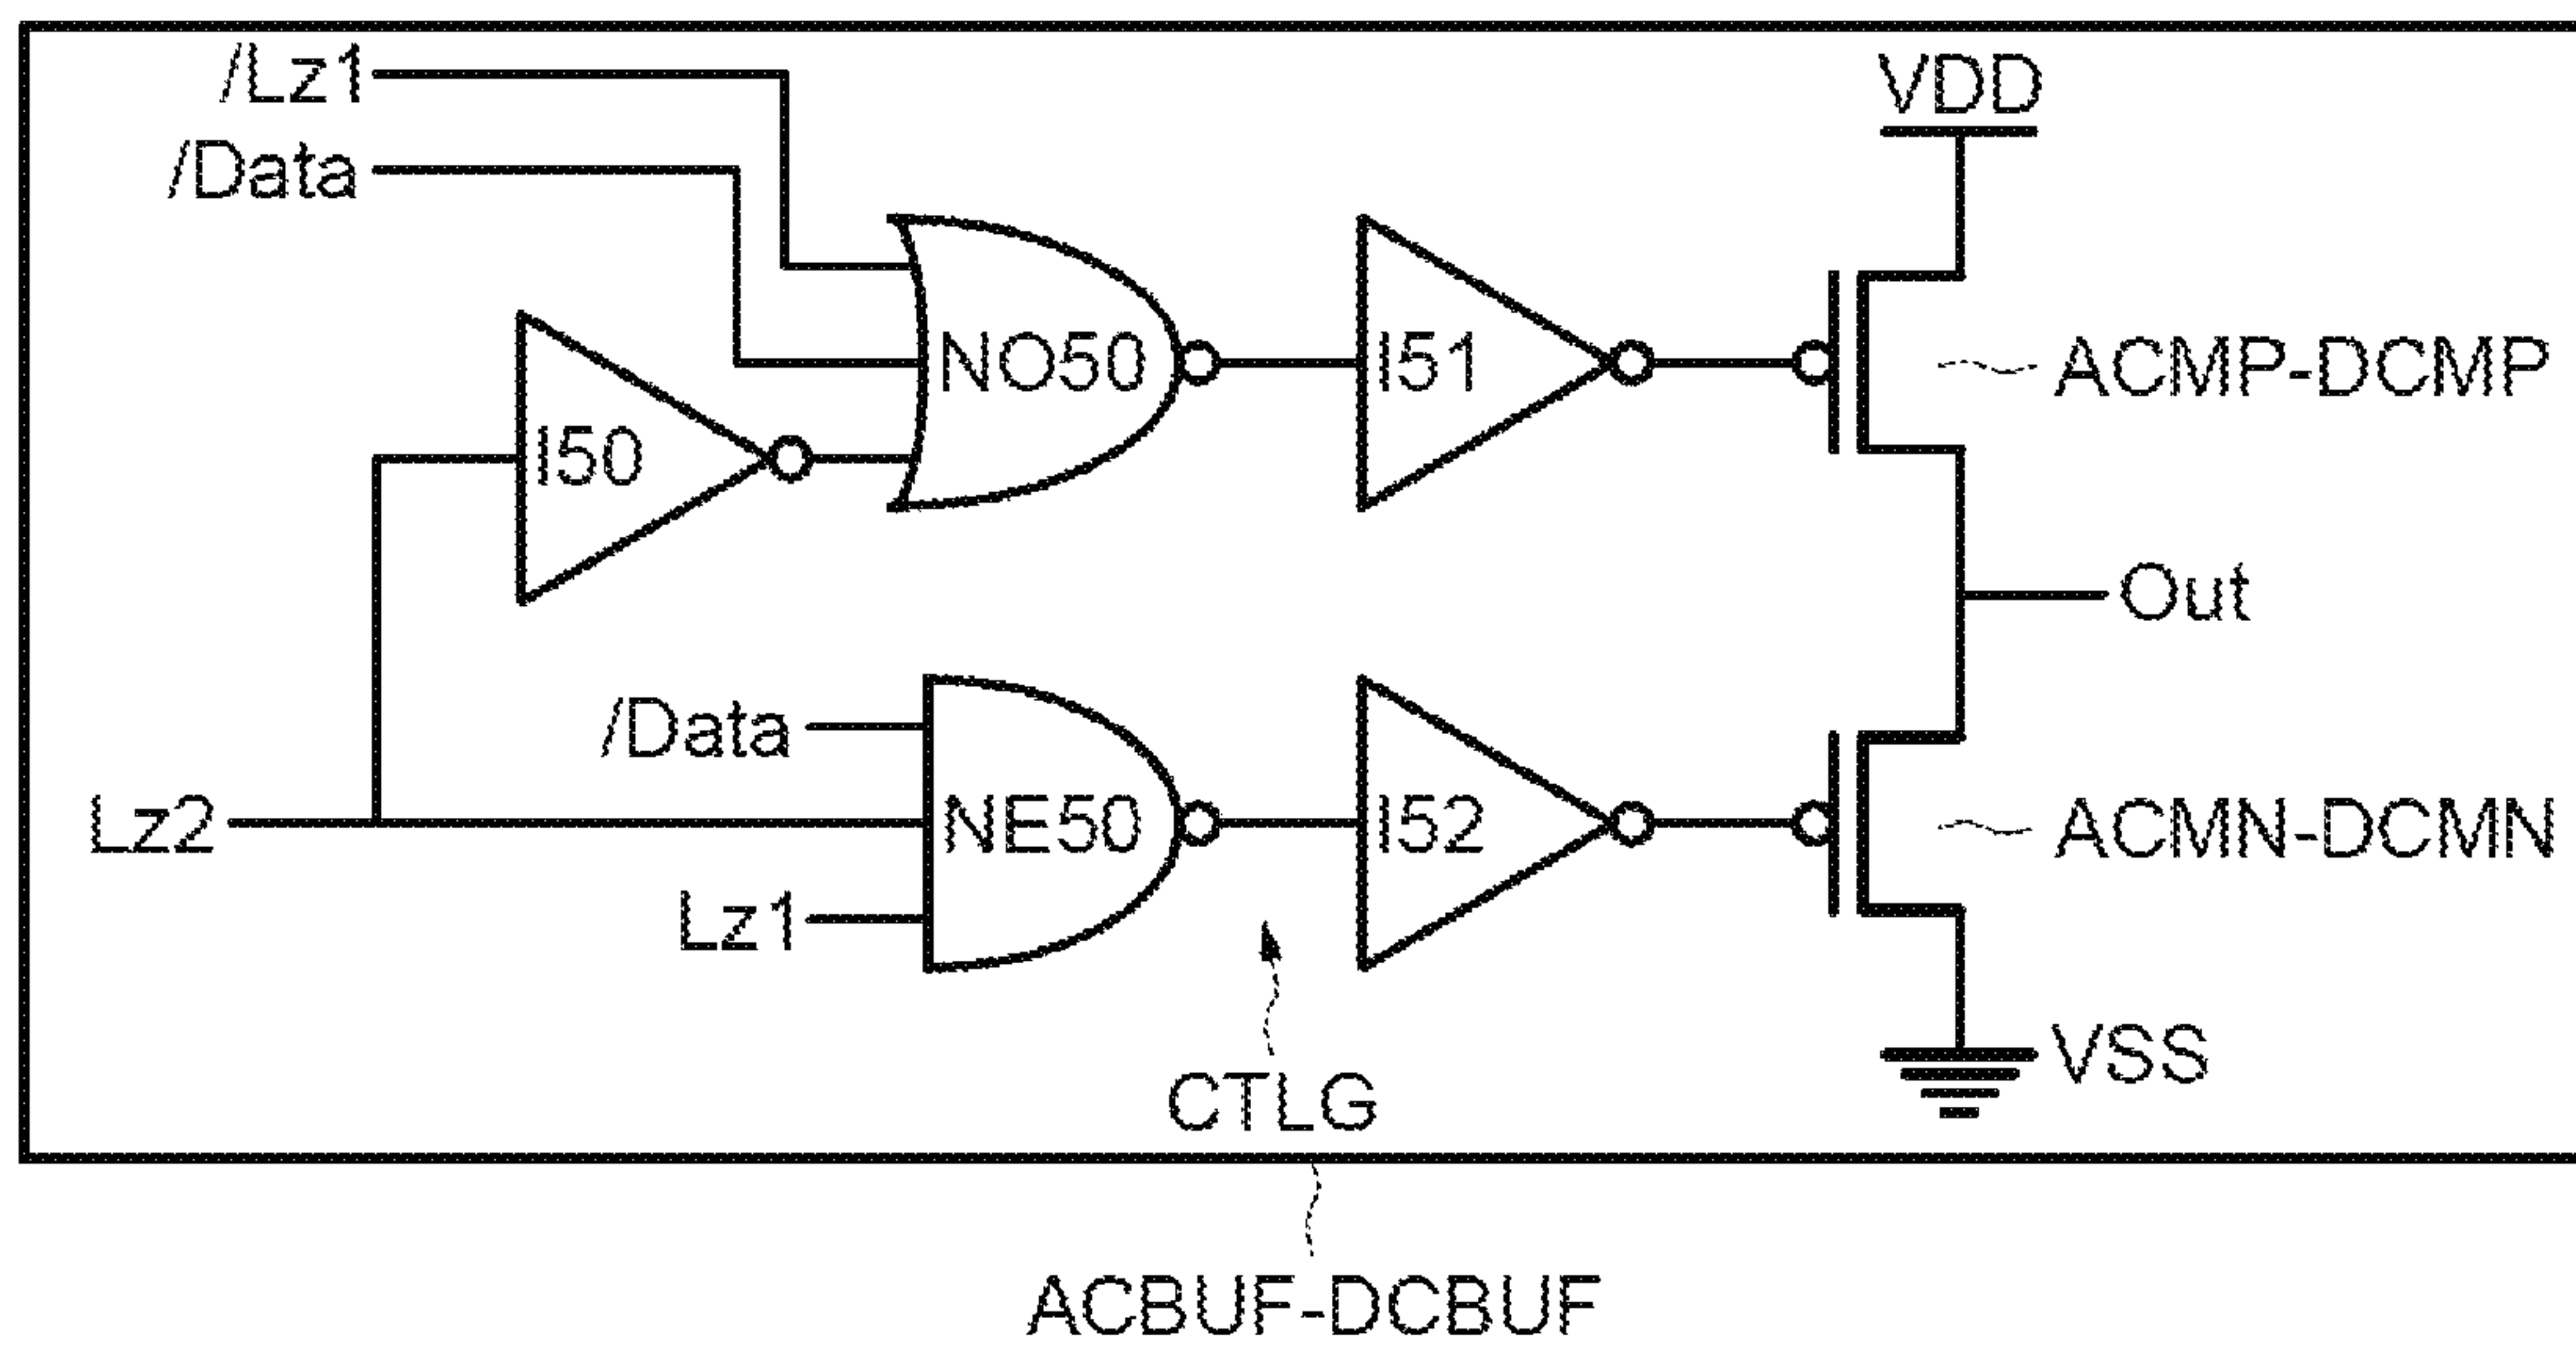 /Lz1
VDD
/Data
NO50
I51
ACMP-DCMP
I50
Out
/Data
Lz2
NE50
I52
ACMN-DCMN
Lz1
VSS
CTLG
ACBUF-DCBUF